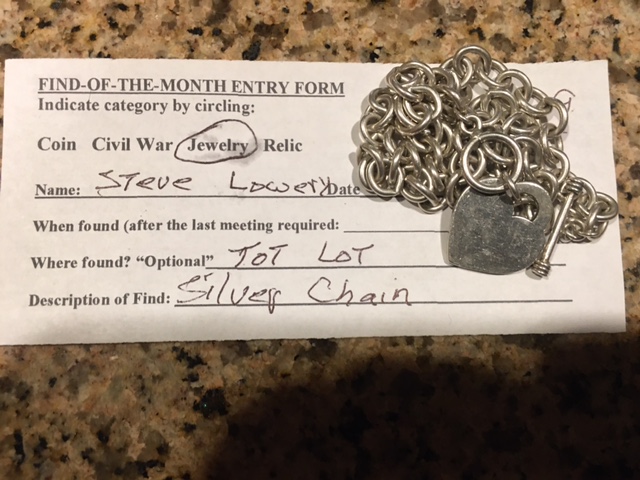 FIND-OF-THE-MONTH ENTRY FORM
Indicate category by circling:
Coin Civil War Jewelry Relic
Name: Steve Lowery Date
When found (after the last meeting required:
Where found? “Optional” TOT LOT
Description of Find: Silver Chain